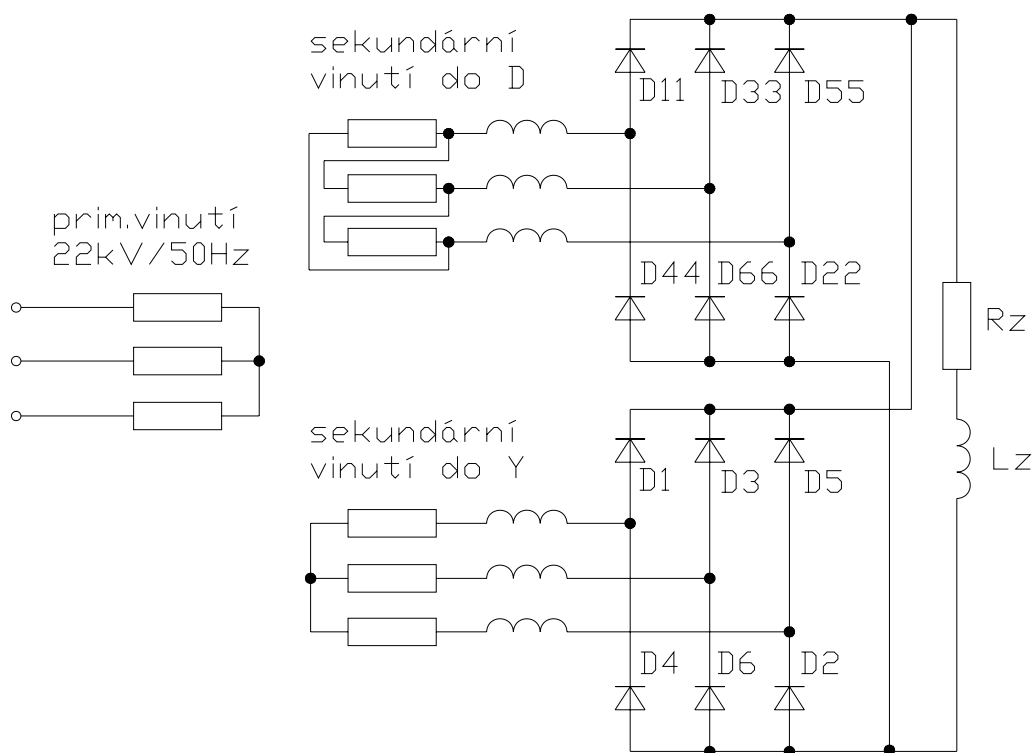 sekundární
vinutí do D
D11
D33
D55
prim.vinutí
22kV/50Hz
D44
D66
D22
Rz
sekundární
vinutí do Y
D1
D3
D5
Lz
D4
D6
D2